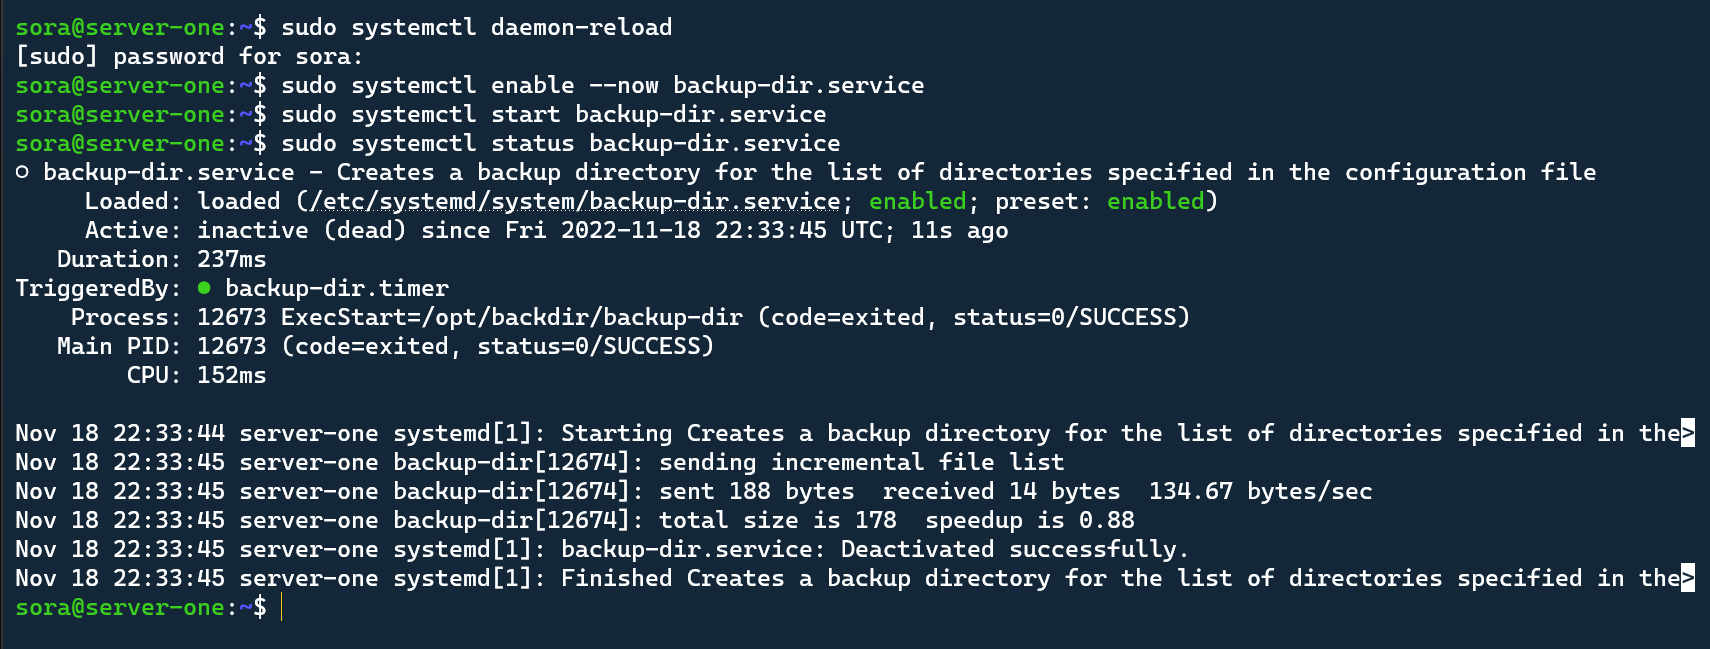 sora@server-one:~$ sudo systemctl daemon-reload
[sudo] password for sora:
sora@server-one:~$ sudo systemctl enable --now backup-dir.service
sora@server-one:~$ sudo systemctl start backup-dir.service
sora@server-one:~$ sudo systemctl status backup-dir.service
○ backup-dir.service - Creates a backup directory for the list of directories specified in the configuration file
     Loaded: loaded (/etc/systemd/system/backup-dir.service; enabled; preset: enabled)
     Active: inactive (dead) since Fri 2022-11-18 22:33:45 UTC; 11s ago
   Duration: 237ms
TriggeredBy: ● backup-dir.timer
    Process: 12673 ExecStart=/opt/backdir/backup-dir (code=exited, status=0/SUCCESS)
   Main PID: 12673 (code=exited, status=0/SUCCESS)
        CPU: 152ms

Nov 18 22:33:44 server-one systemd[1]: Starting Creates a backup directory for the list of directories specified in the>
Nov 18 22:33:45 server-one backup-dir[12674]: sending incremental file list
Nov 18 22:33:45 server-one backup-dir[12674]: sent 188 bytes  received 14 bytes  134.67 bytes/sec
Nov 18 22:33:45 server-one backup-dir[12674]: total size is 178  speedup is 0.88
Nov 18 22:33:45 server-one systemd[1]: backup-dir.service: Deactivated successfully.
Nov 18 22:33:45 server-one systemd[1]: Finished Creates a backup directory for the list of directories specified in the>
sora@server-one:~$